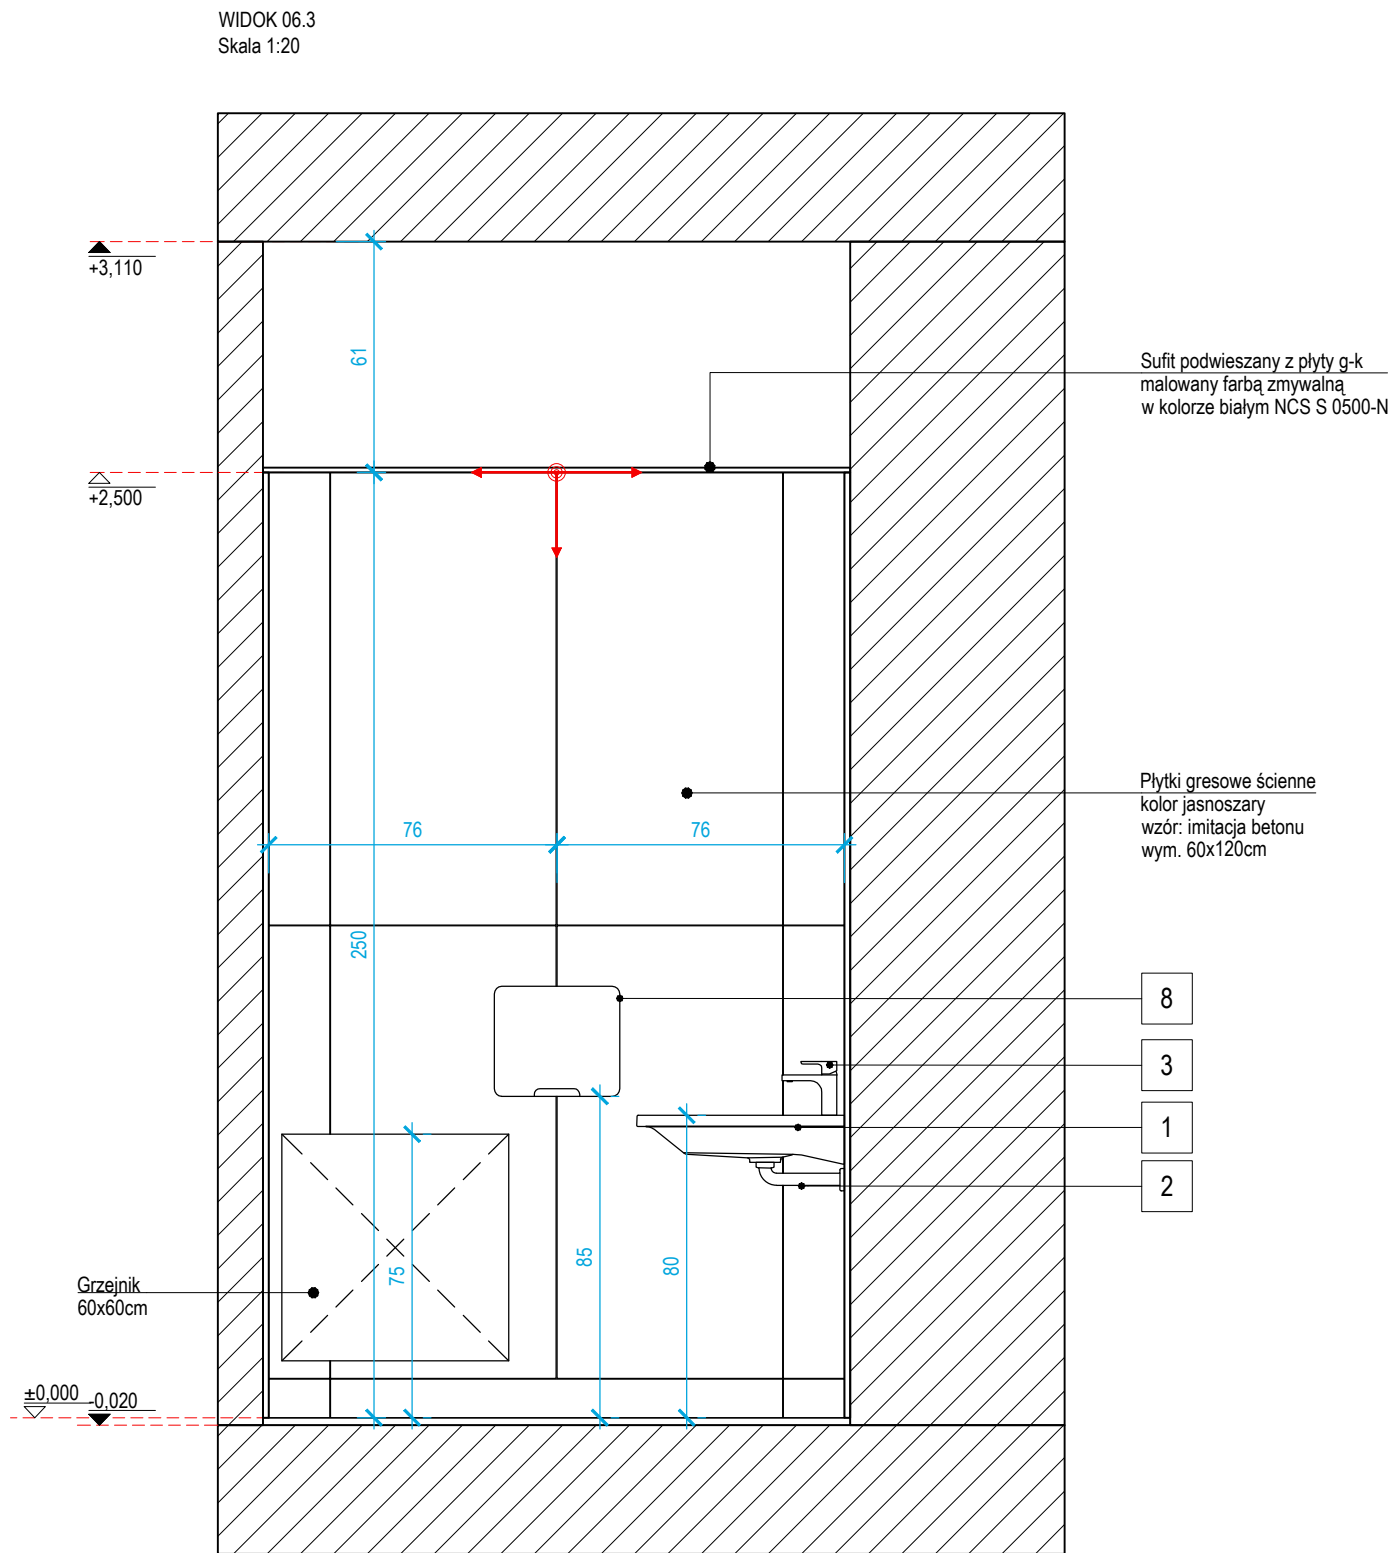 WIDOK 06.3
Skala 1:20
+3,110
61
Sufit podwieszany z płyty g-k
malowany farbą zmywalną
w kolorze białym NCS S 0500-N
+2,500
Płytki gresowe ścienne
kolor jasnoszary
wzór: imitacja betonu
wym. 60x120cm
76
76
250
8
3
1
2
85
80
75
Grzejnik
60x60cm
±0,000
-0,020